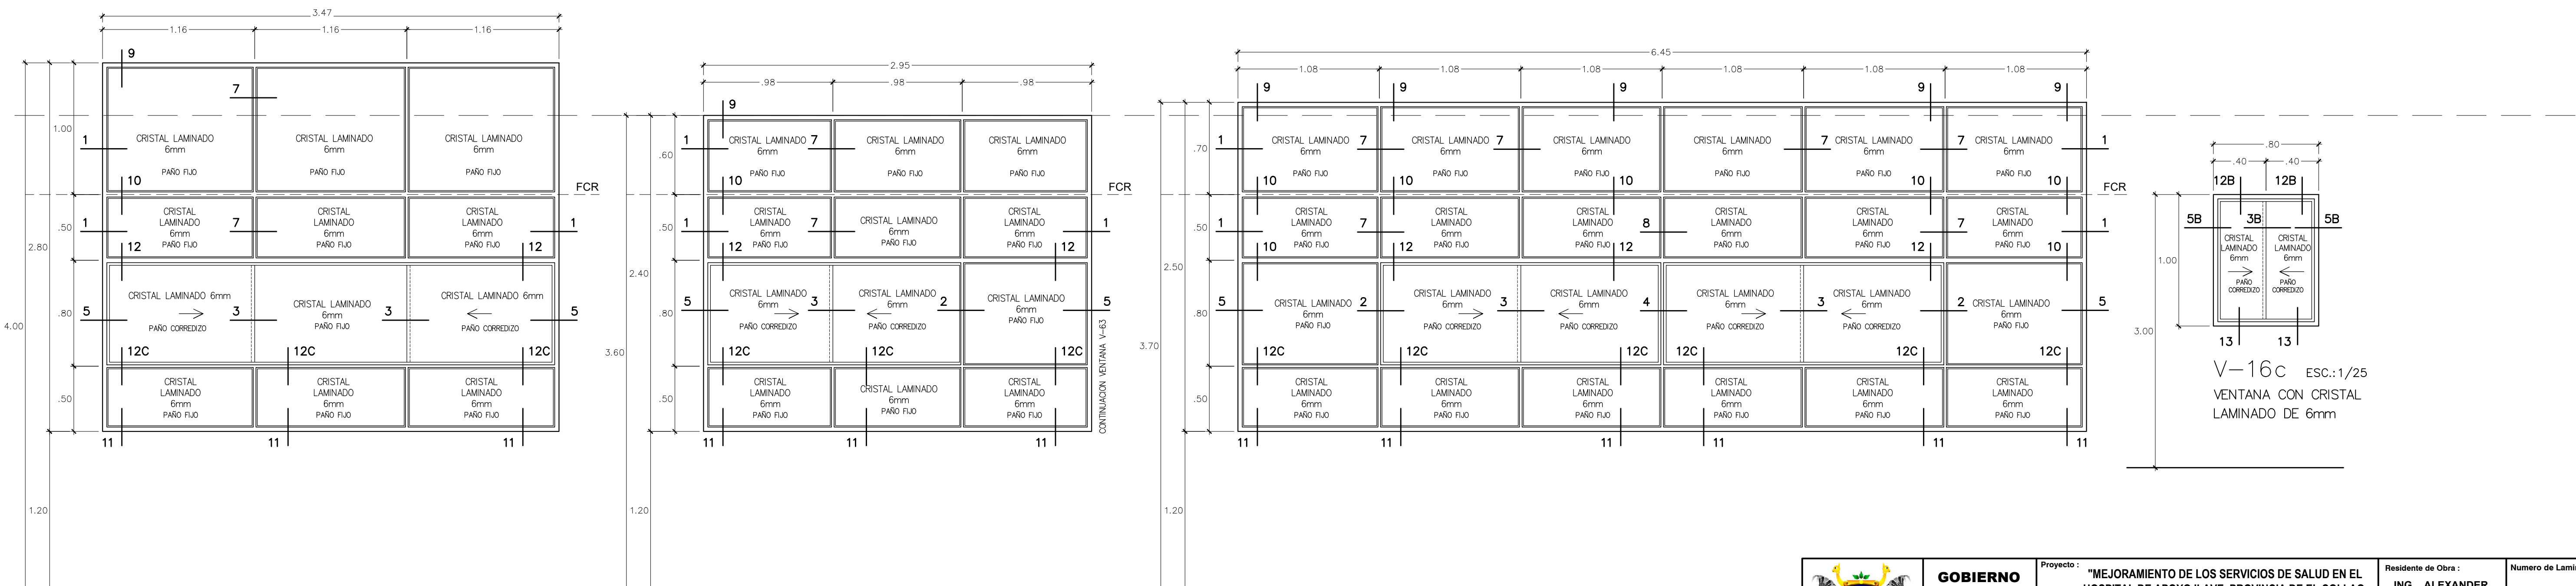 3.47
1.16 1.16 1.16
9
7
1.00
1
CRISTAL LAMINADO
6mm
PAÑO FIJO
CRISTAL LAMINADO
6mm
PAÑO FIJO
CRISTAL LAMINADO
6mm
PAÑO FIJO
10
FCR
.50
1
CRISTAL
LAMINADO
6mm
PAÑO FIJO
7
CRISTAL
LAMINADO
6mm
PAÑO FIJO
CRISTAL
LAMINADO
6mm
PAÑO FIJO
1
12
12
2.80
4.00
.80
5
CRISTAL LAMINADO 6mm
PAÑO CORREDIZO
3
CRISTAL LAMINADO
6mm
PAÑO FIJO
3
CRISTAL LAMINADO 6mm
PAÑO CORREDIZO
5
12C 12C 12C
.50
CRISTAL
LAMINADO
6mm
PAÑO FIJO
CRISTAL
LAMINADO
6mm
PAÑO FIJO
CRISTAL
LAMINADO
6mm
PAÑO FIJO
11 11 11
1.20
2.95
.98 .98 .98
9
.60
1
CRISTAL LAMINADO
6mm
PAÑO FIJO
7
CRISTAL LAMINADO
6mm
PAÑO FIJO
CRISTAL LAMINADO
6mm
PAÑO FIJO
10
FCR
.50
1
CRISTAL
LAMINADO
6mm
PAÑO FIJO
7
CRISTAL LAMINADO
6mm
PAÑO FIJO
CRISTAL
LAMINADO
6mm
PAÑO FIJO
1
12
12
2.40
3.60
.80
5
CRISTAL LAMINADO
6mm
PAÑO CORREDIZO
3
CRISTAL LAMINADO
6mm
PAÑO CORREDIZO
2
CRISTAL LAMINADO
6mm
PAÑO FIJO
5
12C 12C 12C
.50
CRISTAL
LAMINADO
6mm
PAÑO FIJO
CRISTAL LAMINADO
6mm
PAÑO FIJO
CRISTAL
LAMINADO
6mm
PAÑO FIJO
CONTINUACION VENTANA V-63
11 11 11
1.20
6.45
1.08 1.08 1.08 1.08 1.08 1.08
9 9 9 9 9
.70
1
CRISTAL LAMINADO
6mm
PAÑO FIJO
7
CRISTAL LAMINADO
6mm
PAÑO FIJO
7
CRISTAL LAMINADO
6mm
PAÑO FIJO
CRISTAL LAMINADO
6mm
PAÑO FIJO
7
CRISTAL LAMINADO
6mm
PAÑO FIJO
7
CRISTAL LAMINADO
6mm
PAÑO FIJO
1
10 10 10 10 10
FCR
.50
1
CRISTAL
LAMINADO
6mm
PAÑO FIJO
7
CRISTAL
LAMINADO
6mm
PAÑO FIJO
CRISTAL
LAMINADO
6mm
PAÑO FIJO
8
CRISTAL
LAMINADO
6mm
PAÑO FIJO
CRISTAL
LAMINADO
6mm
PAÑO FIJO
7
CRISTAL
LAMINADO
6mm
PAÑO FIJO
1
10 12 12 12 10
2.50
3.70
.80
5
CRISTAL LAMINADO
6mm
PAÑO FIJO
2
CRISTAL LAMINADO
6mm
PAÑO CORREDIZO
3
CRISTAL LAMINADO
6mm
PAÑO CORREDIZO
4
CRISTAL LAMINADO
6mm
PAÑO CORREDIZO
3
CRISTAL LAMINADO
6mm
PAÑO CORREDIZO
2
CRISTAL LAMINADO
6mm
PAÑO FIJO
5
12C 12C 12C 12C 12C 12C
.50
CRISTAL
LAMINADO
6mm
PAÑO FIJO
CRISTAL
LAMINADO
6mm
PAÑO FIJO
CRISTAL
LAMINADO
6mm
PAÑO FIJO
CRISTAL
LAMINADO
6mm
PAÑO FIJO
CRISTAL
LAMINADO
6mm
PAÑO FIJO
CRISTAL
LAMINADO
6mm
PAÑO FIJO
11 11 11 11 11 11
1.20
.80
.40 .40
12B 12B
5B 3B 5B
CRISTAL
LAMINADO
6mm
PAÑO
CORREDIZO
CRISTAL
LAMINADO
6mm
PAÑO
CORREDIZO
1.00
3.00
13 13
V-16c ESC.:1/25
VENTANA CON CRISTAL
LAMINADO DE 6mm
GOBIERNO
Proyecto :
"MEJORAMIENTO DE LOS SERVICIOS DE SALUD EN EL
Residente de Obra :
ING. ALEXANDER